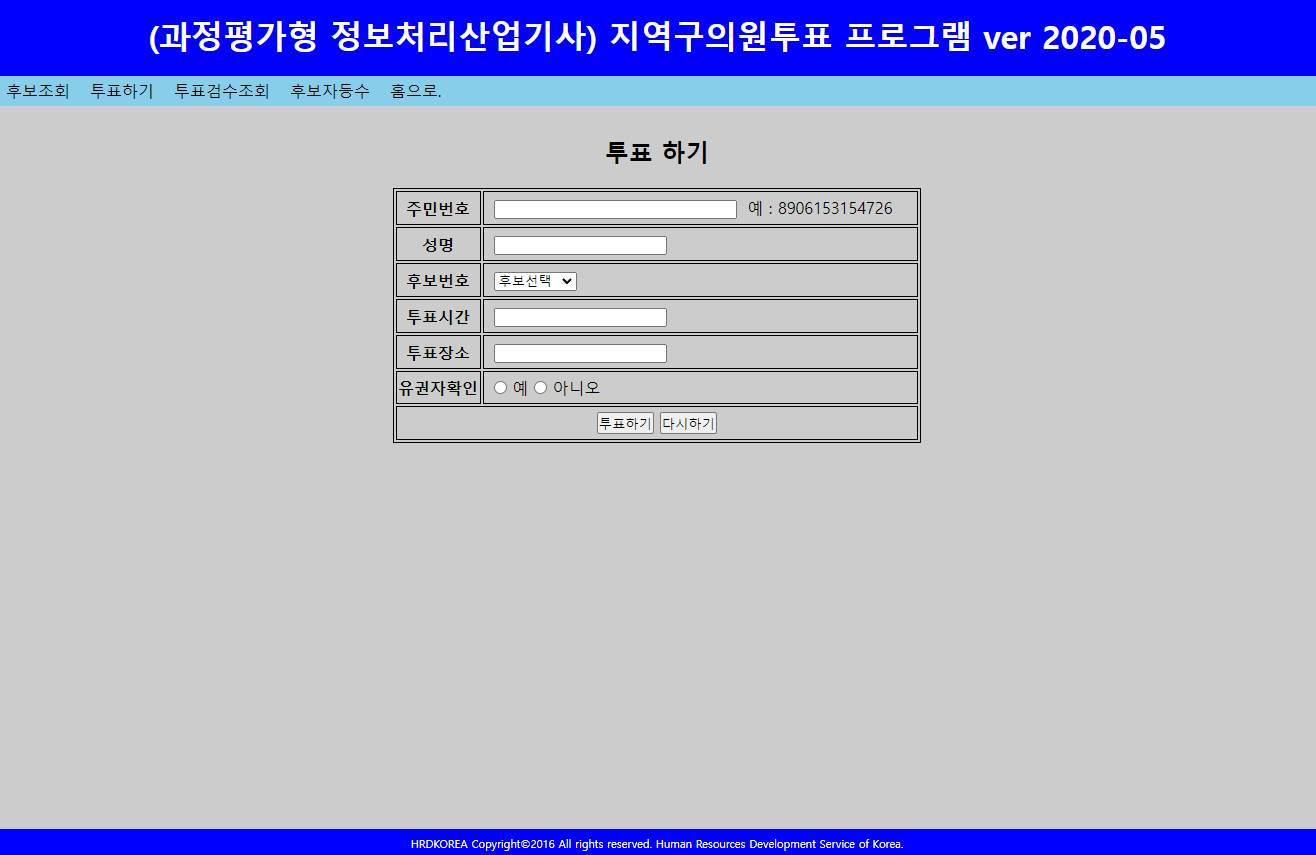 (과정평가형 정보처리산업기사) 지역구의원투표 프로그램 ver 2020-05
후보조회 투표하기 투표검수조회 후보자등수 홈으로.
투표 하기
주민번호 예 : 8906153154726
성명
후보번호 후보선택
투표시간
투표장소
유권자확인 예 아니오
투표하기 다시하기
HRDKOREA Copyright©2016 All rights reserved. Human Resources Development Service of Korea.